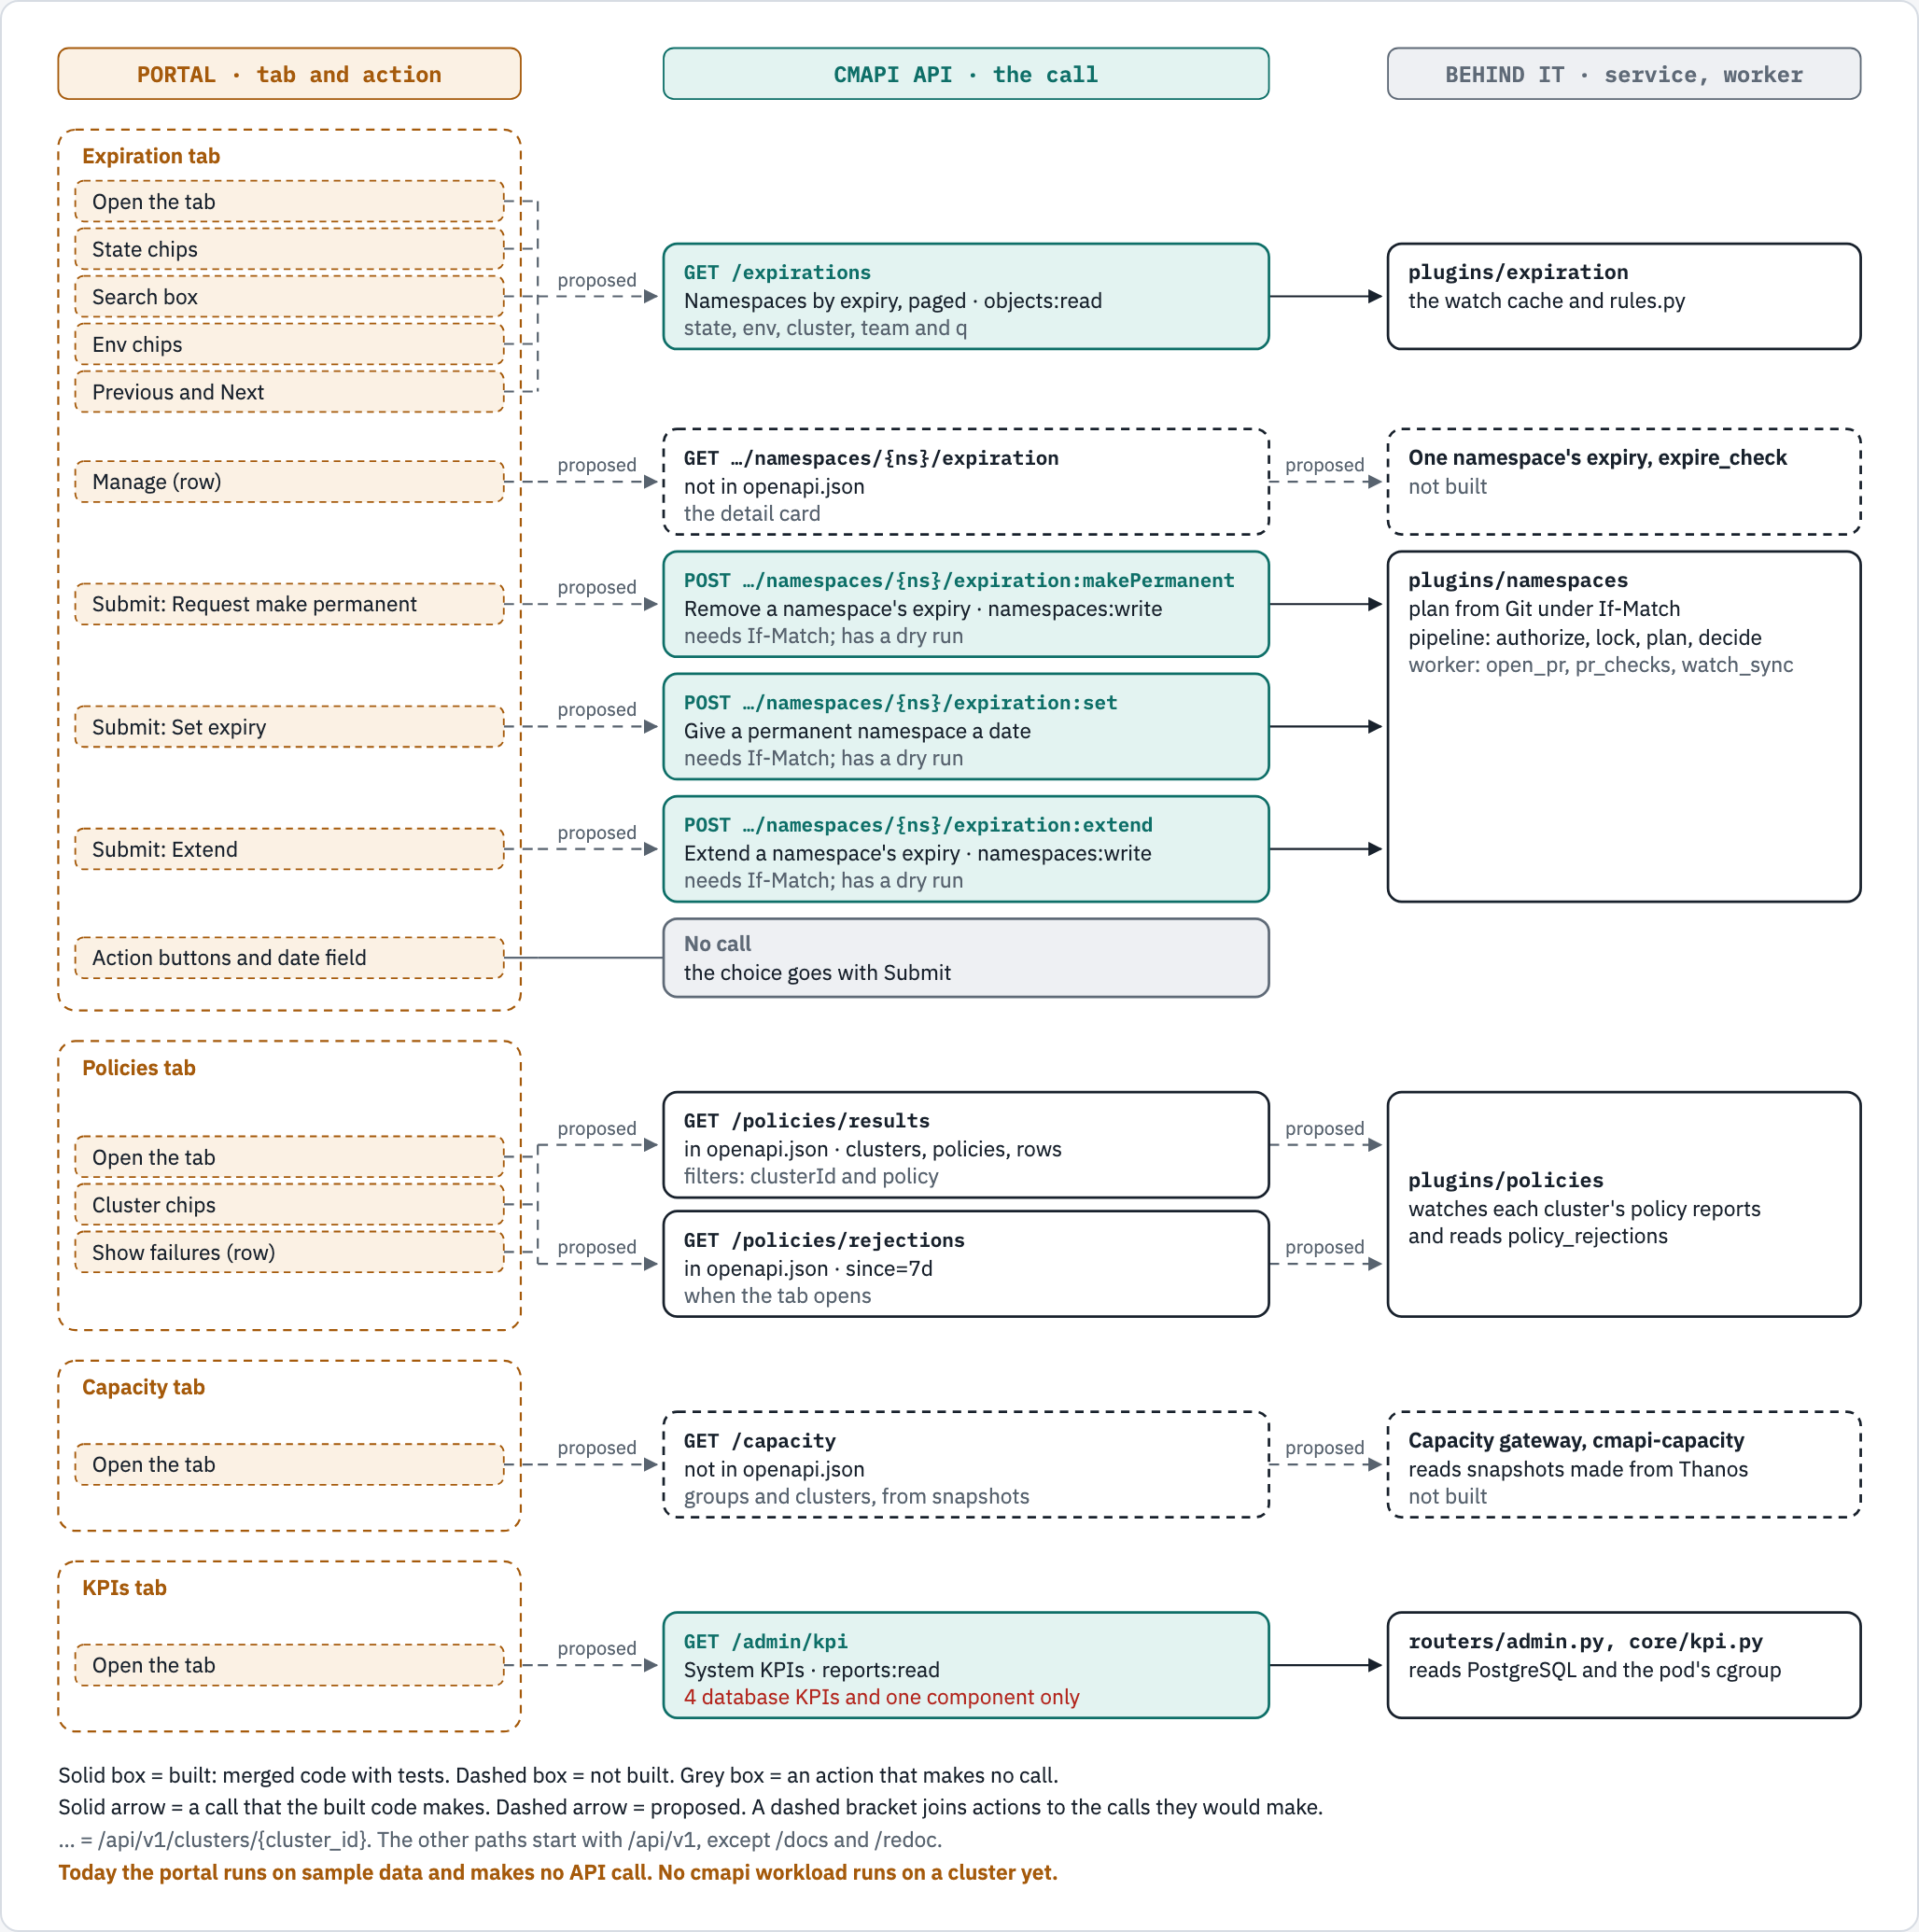 PORTAL · tab and action
CMAPI API · the call
BEHIND IT · service, worker
Expiration tab
Open the tab
State chips
Search box
Env chips
Previous and Next
proposed
GET /expirations
Namespaces by expiry, paged · objects:read
state, env, cluster, team and q
plugins/expiration
the watch cache and rules.py
Manage (row)
proposed
GET …/namespaces/{ns}/expiration
not in openapi.json
the detail card
proposed
One namespace's expiry, expire_check
not built
Submit: Request make permanent
proposed
POST …/namespaces/{ns}/expiration:makePermanent
Remove a namespace's expiry · namespaces:write
needs If-Match; has a dry run
plugins/namespaces
plan from Git under If-Match
pipeline: authorize, lock, plan, decide
worker: open_pr, pr_checks, watch_sync
Submit: Set expiry
proposed
POST …/namespaces/{ns}/expiration:set
Give a permanent namespace a date
needs If-Match; has a dry run
Submit: Extend
proposed
POST …/namespaces/{ns}/expiration:extend
Extend a namespace's expiry · namespaces:write
needs If-Match; has a dry run
Action buttons and date field
No call
the choice goes with Submit
Policies tab
Open the tab
Cluster chips
Show failures (row)
proposed
GET /policies/results
in openapi.json · clusters, policies, rows
filters: clusterId and policy
proposed
proposed
GET /policies/rejections
in openapi.json · since=7d
when the tab opens
proposed
plugins/policies
watches each cluster's policy reports
and reads policy_rejections
Capacity tab
Open the tab
proposed
GET /capacity
not in openapi.json
groups and clusters, from snapshots
proposed
Capacity gateway, cmapi-capacity
reads snapshots made from Thanos
not built
KPIs tab
Open the tab
proposed
GET /admin/kpi
System KPIs · reports:read
4 database KPIs and one component only
routers/admin.py, core/kpi.py
reads PostgreSQL and the pod's cgroup
Solid box = built: merged code with tests. Dashed box = not built. Grey box = an action that makes no call.
Solid arrow = a call that the built code makes. Dashed arrow = proposed. A dashed bracket joins actions to the calls they would make.
… = /api/v1/clusters/{cluster_id}. The other paths start with /api/v1, except /docs and /redoc.
Today the portal runs on sample data and makes no API call. No cmapi workload runs on a cluster yet.